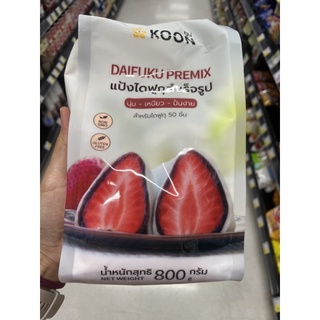 KOON
DAIFUKU PREMIX
แป้งไดฟูกุสำเร็จรูป
นุ่ม - เหนียว - ปั้นง่าย
สำหรับไดฟูกุ 50 ชิ้น
GLUTEN FREE
น้ำหนักสุทธิ 800 กรัม
NET WEIGHT g